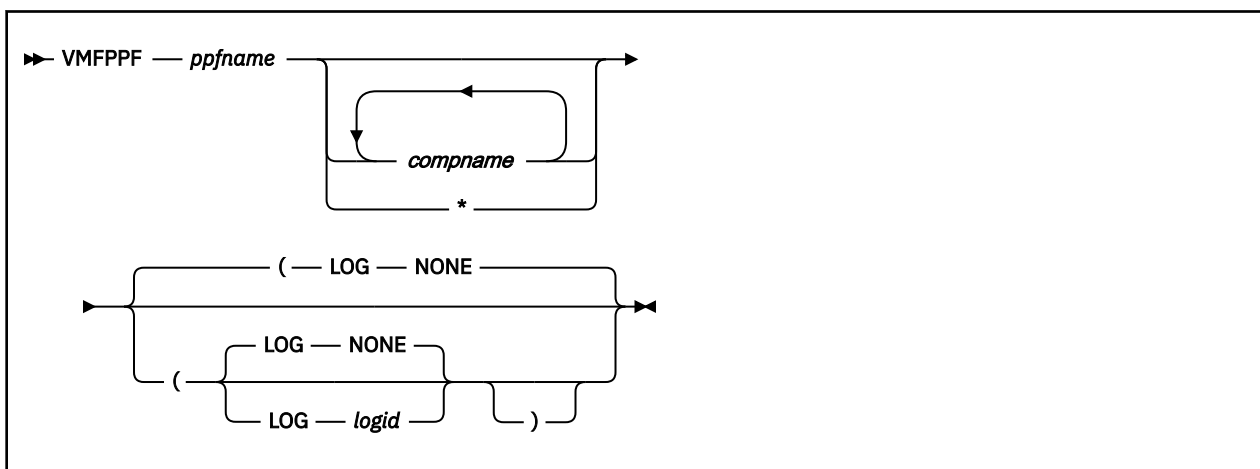 VMFPPF ppfname
compname
*
( LOG NONE
LOG NONE
(
LOG logid )